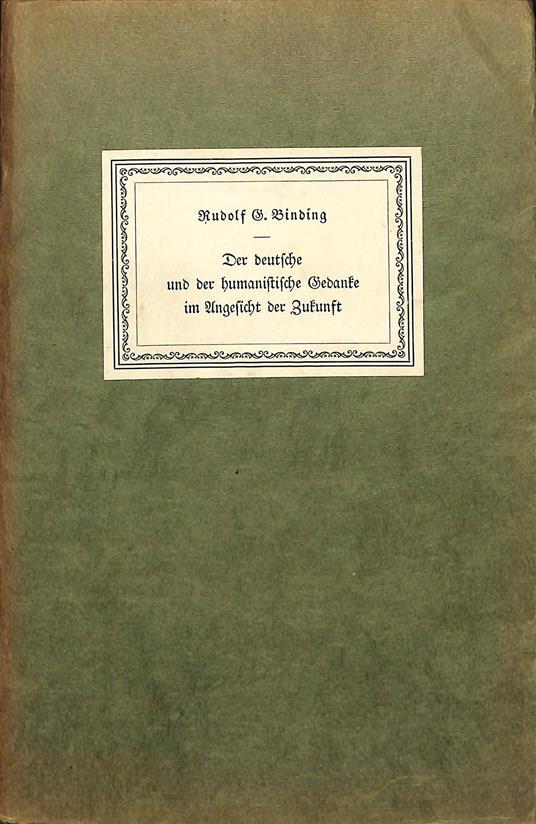 Rudolf G. Binding
Der deutsche
und der humanistische Gedanke
im Angesicht der Zukunft